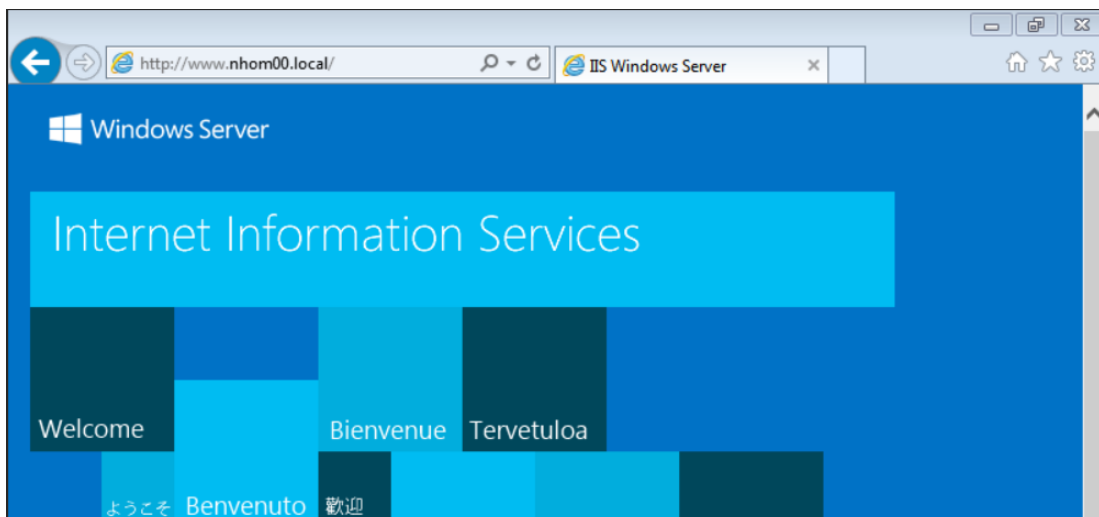 http://www.nhom00.local/
IIS Windows Server
Windows Server
Internet Information Services
Welcome
Bienvenue
Tervetuloa
ようこそ
Benvenuto
歡迎